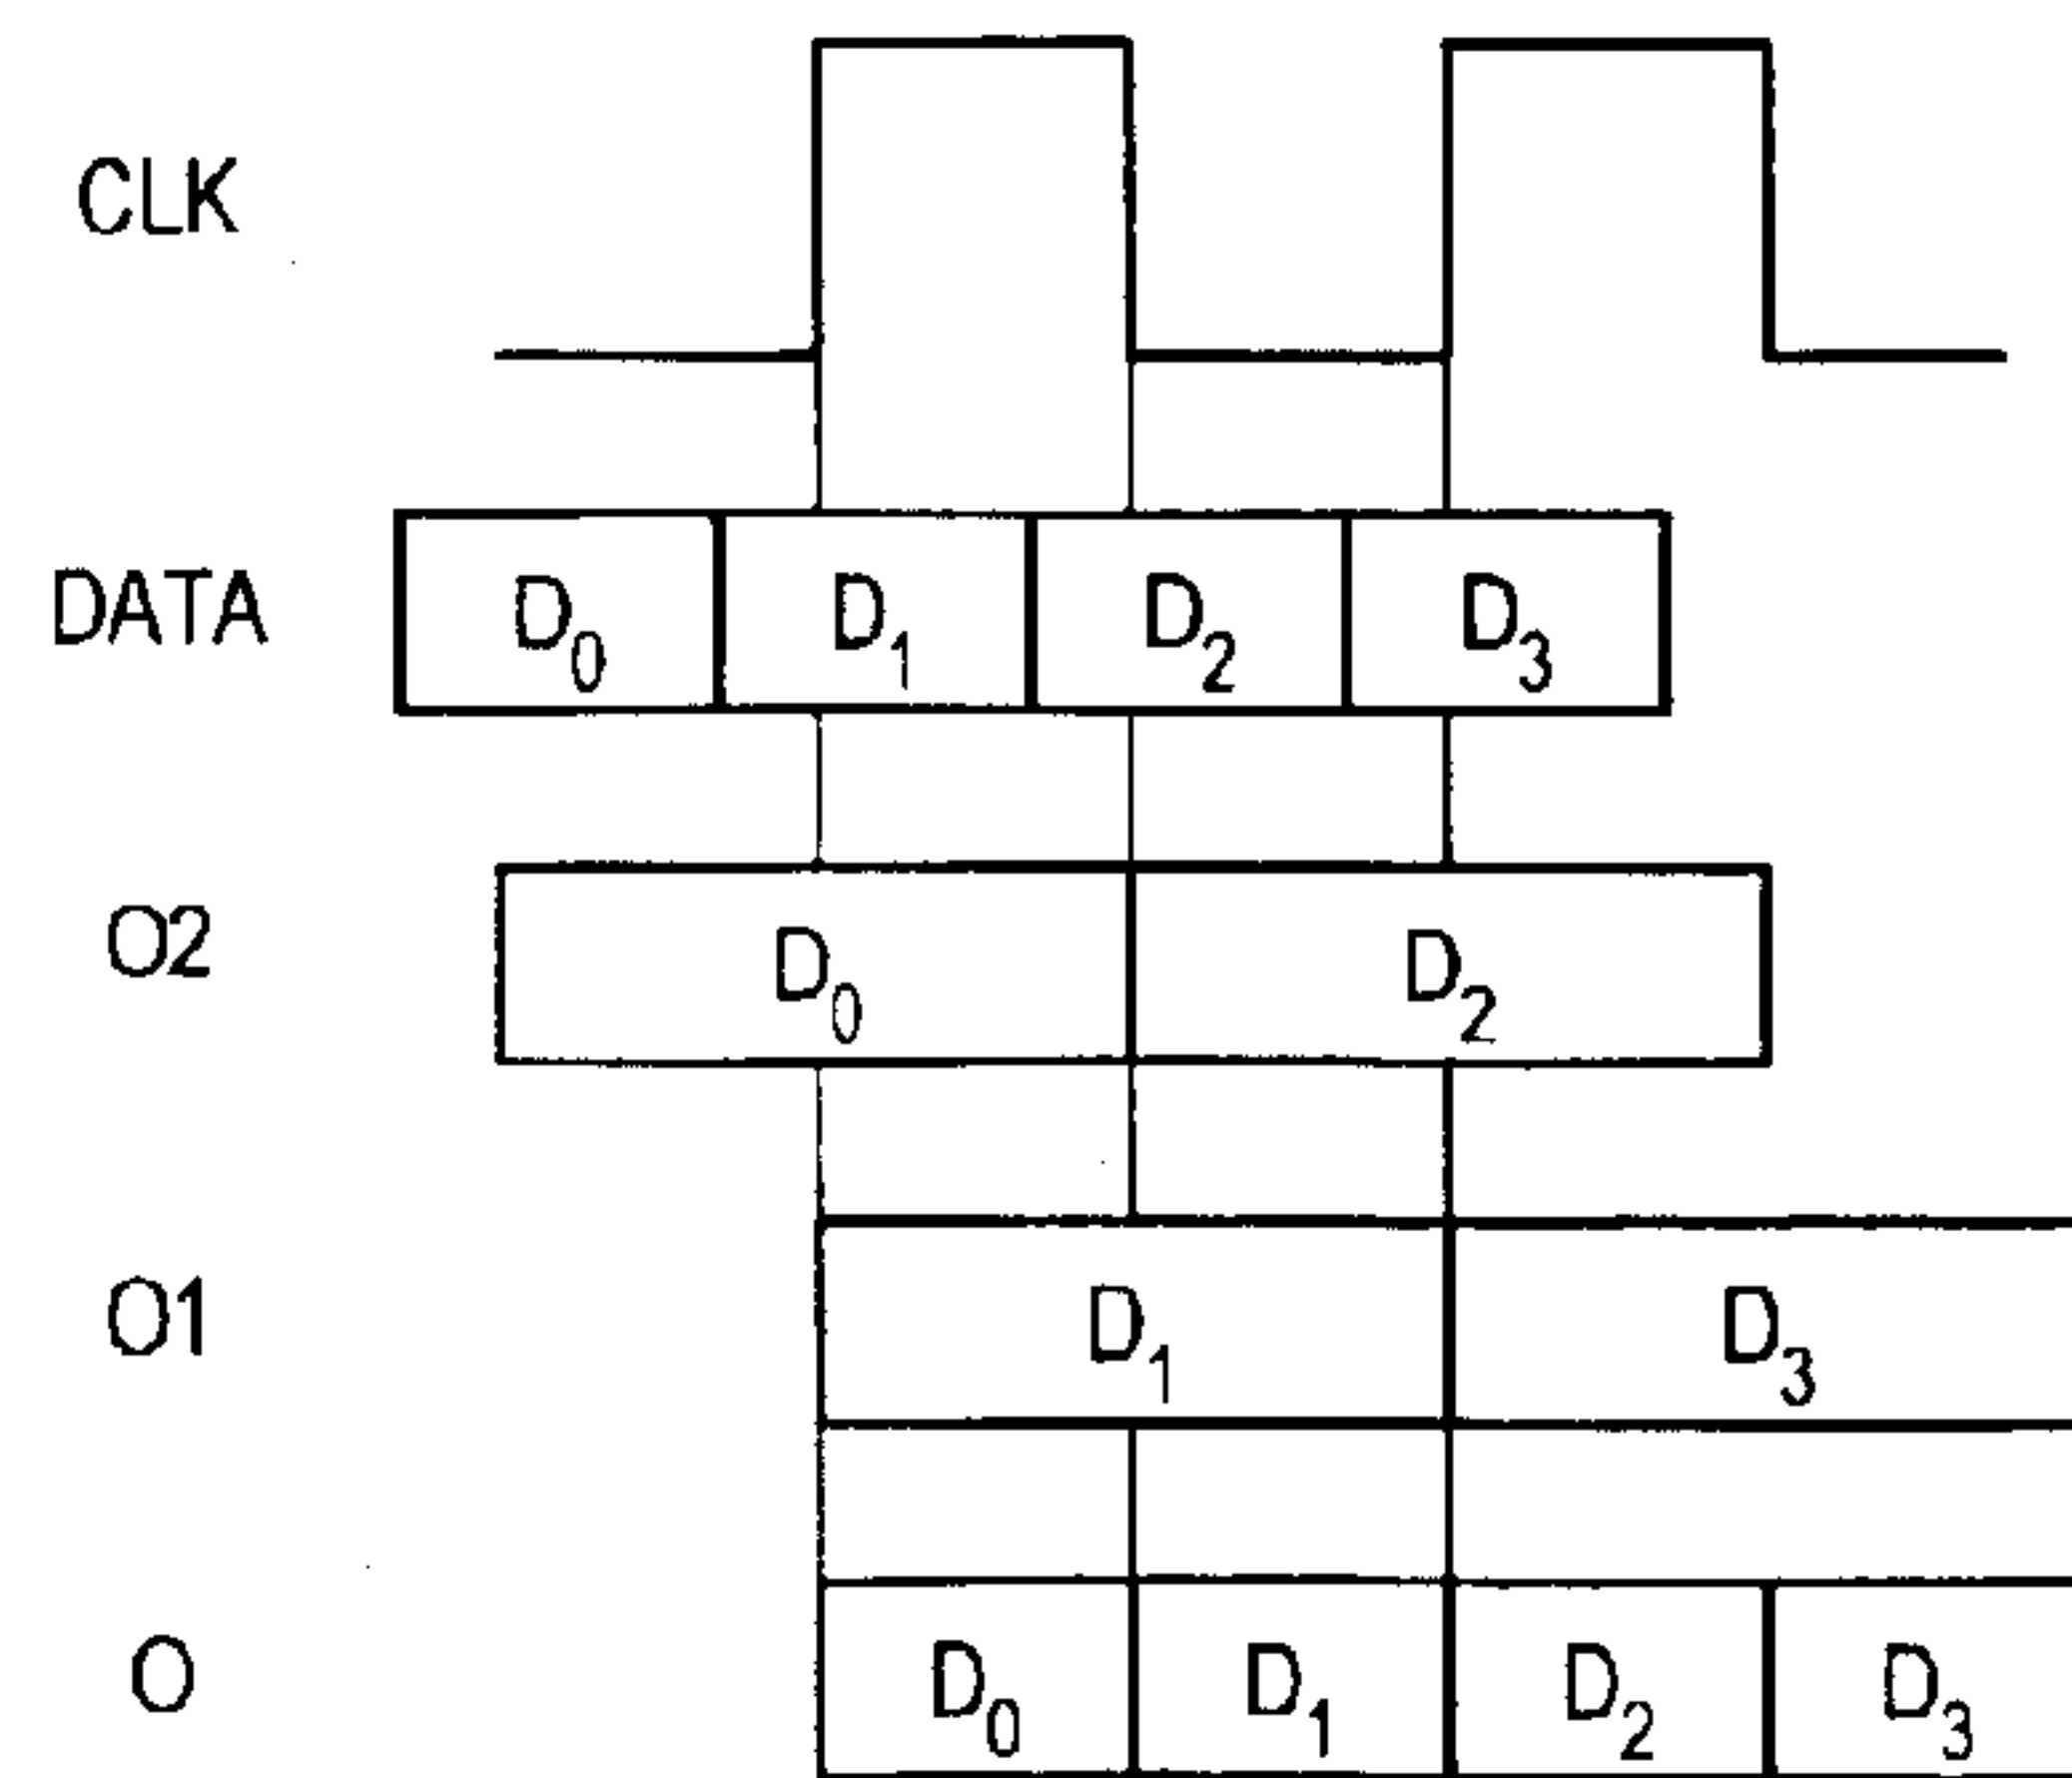 CLK
DATA D₀ D₁ D₂ D₃
O2 D₀ D₂
O1 D₁ D₃
O D₀ D₁ D₂ D₃